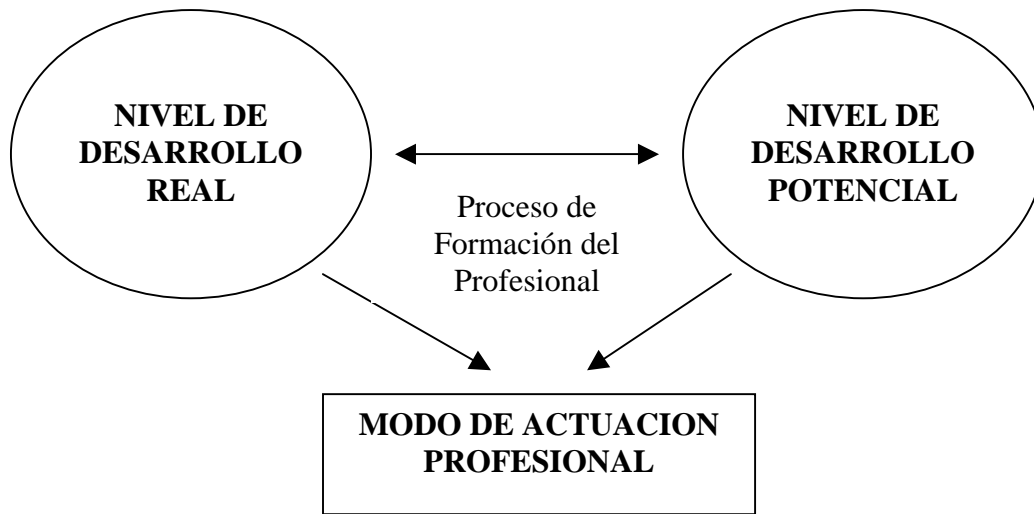 NIVEL DE
DESARROLLO
REAL
NIVEL DE
DESARROLLO
POTENCIAL
Proceso de
Formación del
Profesional
MODO DE ACTUACION
PROFESIONAL